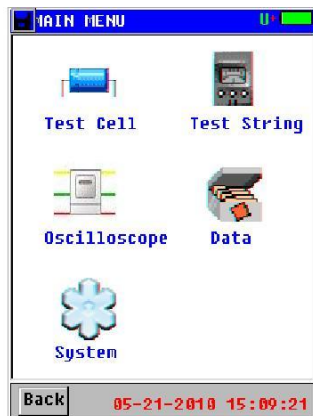 MAIN MENU U+
Test Cell Test String
Oscilloscope Data
System
Back 05-21-2010 15:09:21